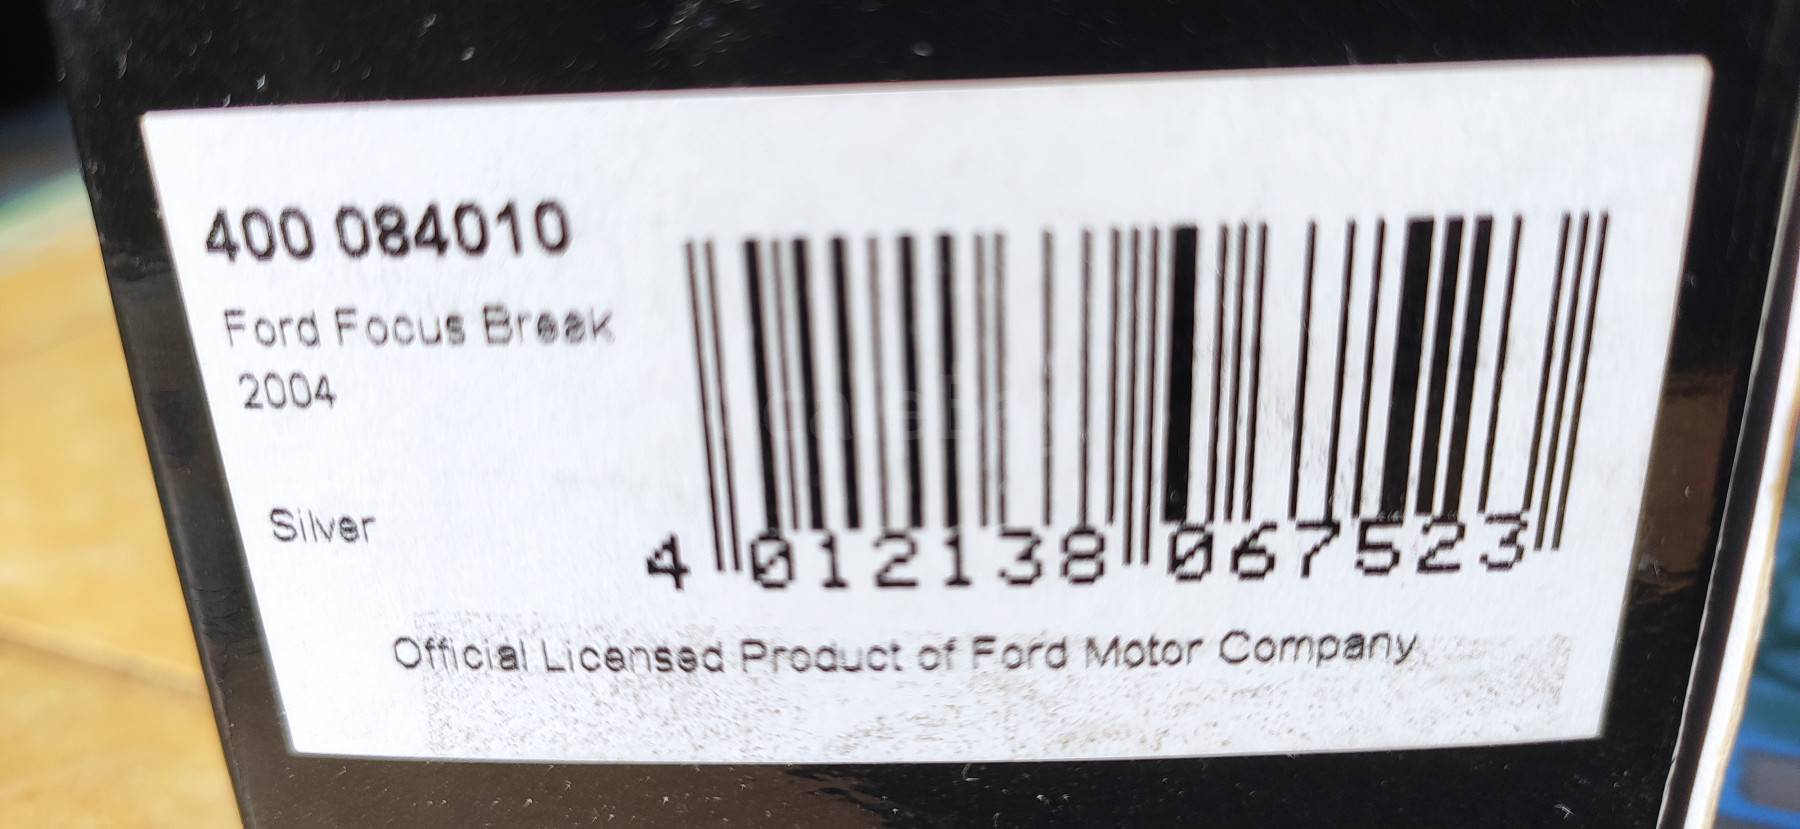 400 084010
Ford Focus Break
2004
Silver
4 012138 067523
Official Licensed Product of Ford Motor Company